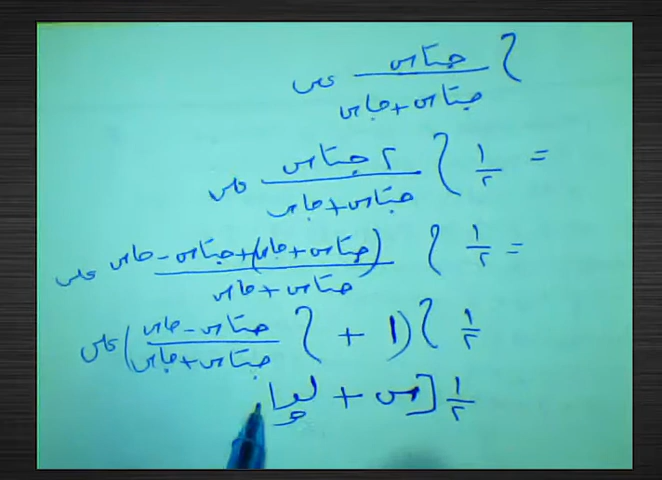 ∫ جتاس / جتاس + جاس ءس
= ١/٢ ∫ ٢ جتاس / جتاس + جاس ءس
= ١/٢ ∫ (جتاس + جاس) + جتاس − جاس / جتاس + جاس ءس
١/٢ ∫ (١ + ∫ جتاس − جاس / جتاس + جاس) ءس
١/٢ [س + لوا